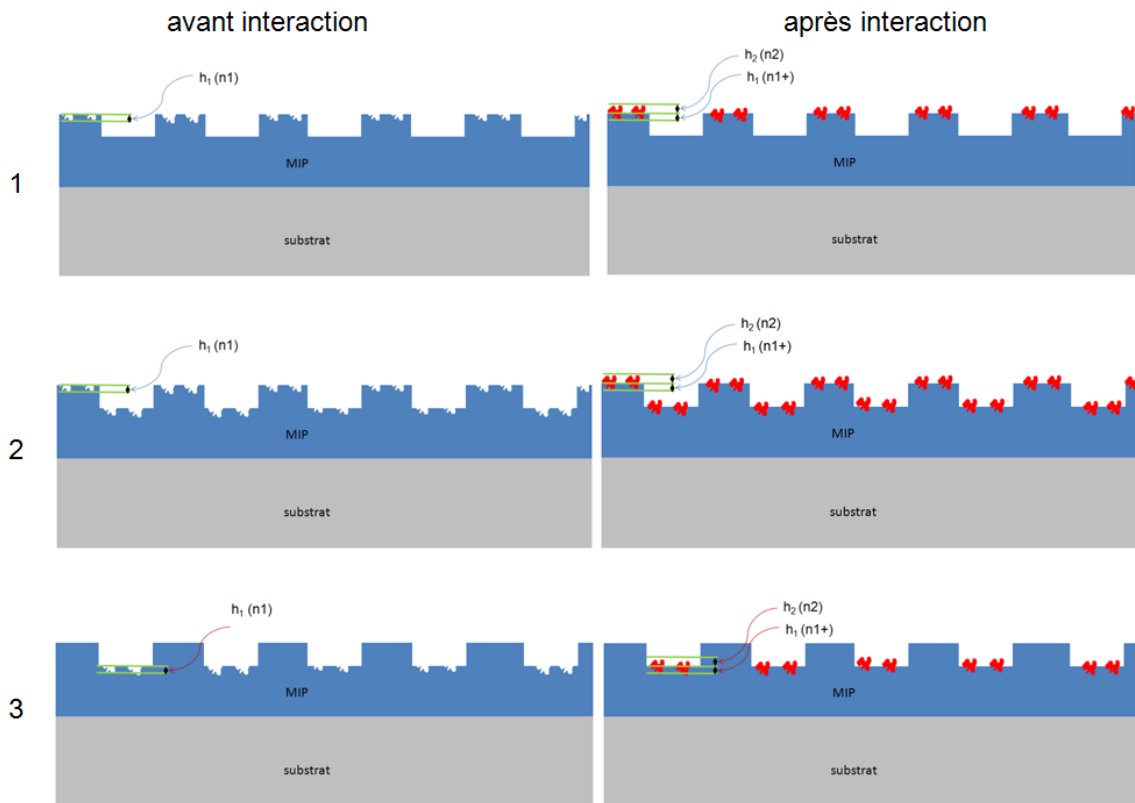 avant interaction
après interaction
1
h₁ (n1)
MIP
substrat
h₂ (n2)
h₁ (n1+)
MIP
substrat
2
h₁ (n1)
MIP
substrat
h₂ (n2)
h₁ (n1+)
MIP
substrat
3
h₁ (n1)
MIP
substrat
h₂ (n2)
h₁ (n1+)
MIP
substrat